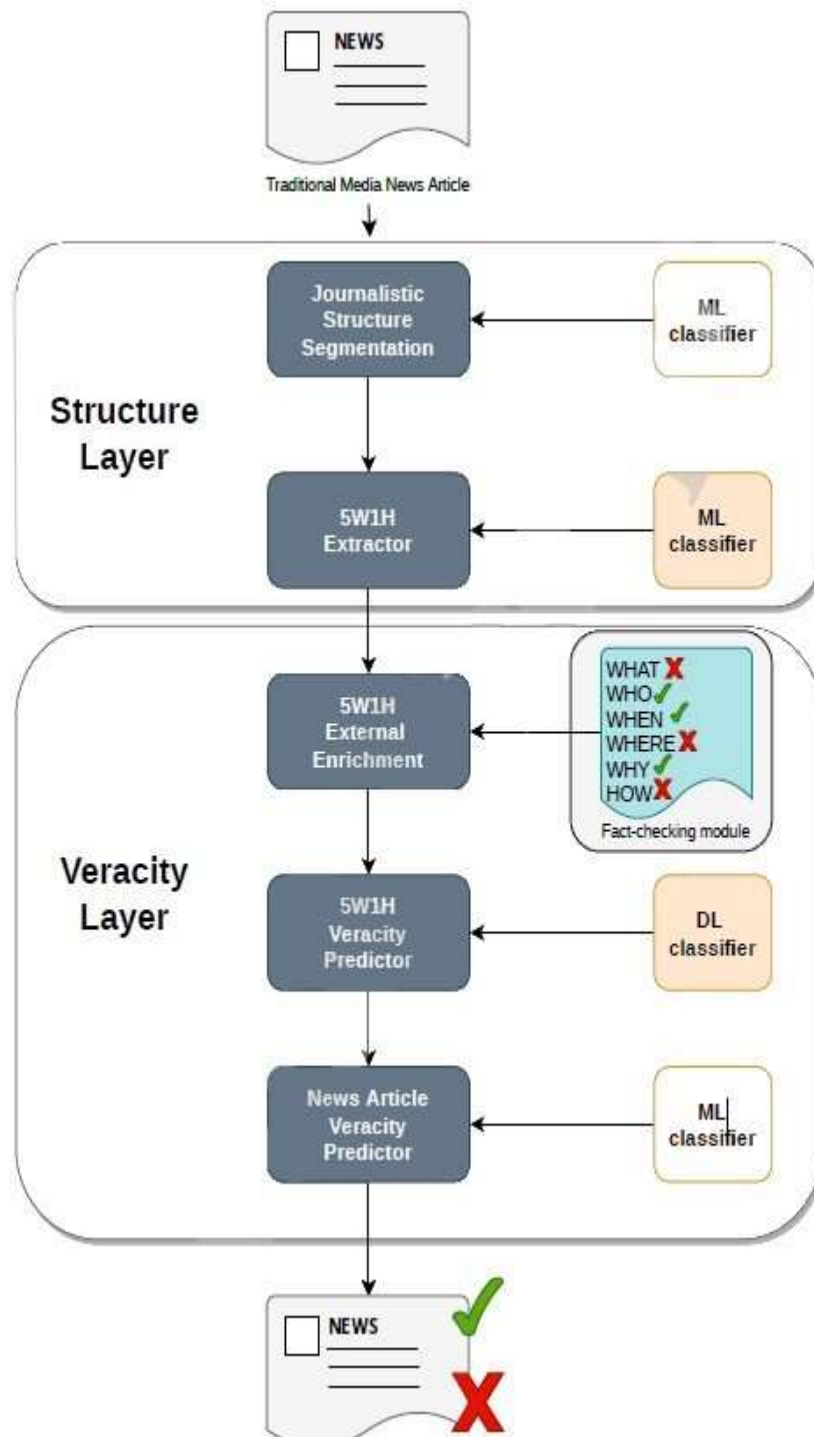 NEWS
Traditional Media News Article
Journalistic
Structure
Segmentation
ML
classifier
Structure
Layer
5W1H
Extractor
ML
classifier
5W1H
External
Enrichment
WHAT
WHO
WHEN
WHERE
WHY
HOW
Fact-checking module
Veracity
Layer
5W1H
Veracity
Predictor
DL
classifier
News Article
Veracity
Predictor
ML
classifier
NEWS